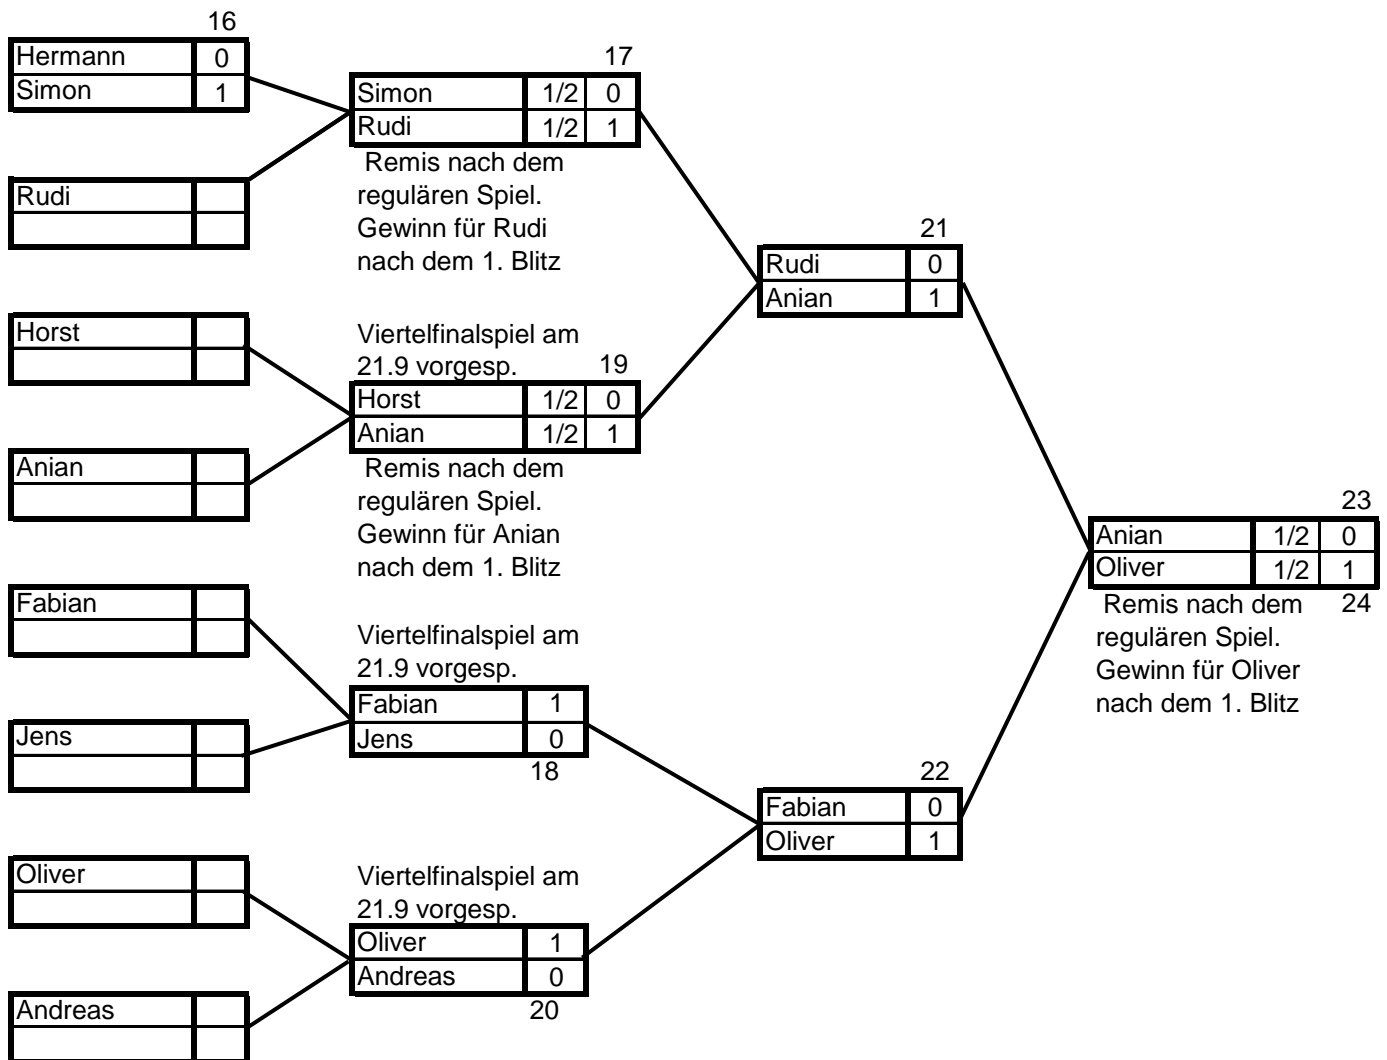 16
Hermann 0
Simon 1
Rudi
Horst
Anian
Fabian
Jens
Oliver
Andreas
17
Simon 1/2 0
Rudi 1/2 1
Remis nach dem
regulären Spiel.
Gewinn für Rudi
nach dem 1. Blitz
Viertelfinalspiel am
21.9 vorgesp. 19
Horst 1/2 0
Anian 1/2 1
Remis nach dem
regulären Spiel.
Gewinn für Anian
nach dem 1. Blitz
Viertelfinalspiel am
21.9 vorgesp.
Fabian 1
Jens 0
18
Viertelfinalspiel am
21.9 vorgesp.
Oliver 1
Andreas 0
20
21
Rudi 0
Anian 1
22
Fabian 0
Oliver 1
23
Anian 1/2 0
Oliver 1/2 1
Remis nach dem 24
regulären Spiel.
Gewinn für Oliver
nach dem 1. Blitz